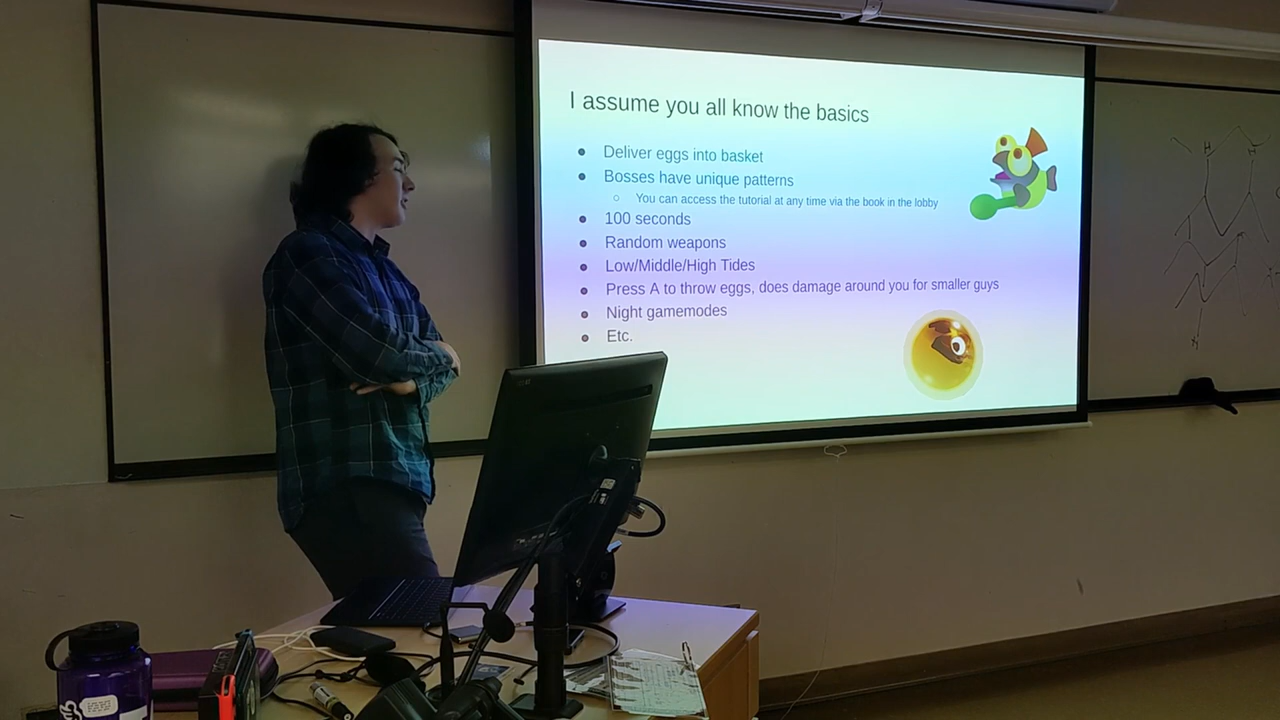 I assume you all know the basics
Deliver eggs into basket
Bosses have unique patterns
You can access the tutorial at any time via the book in the lobby
100 seconds
Random weapons
Low/Middle/High Tides
Press A to throw eggs, does damage around you for smaller guys
Night gamemodes
Etc.